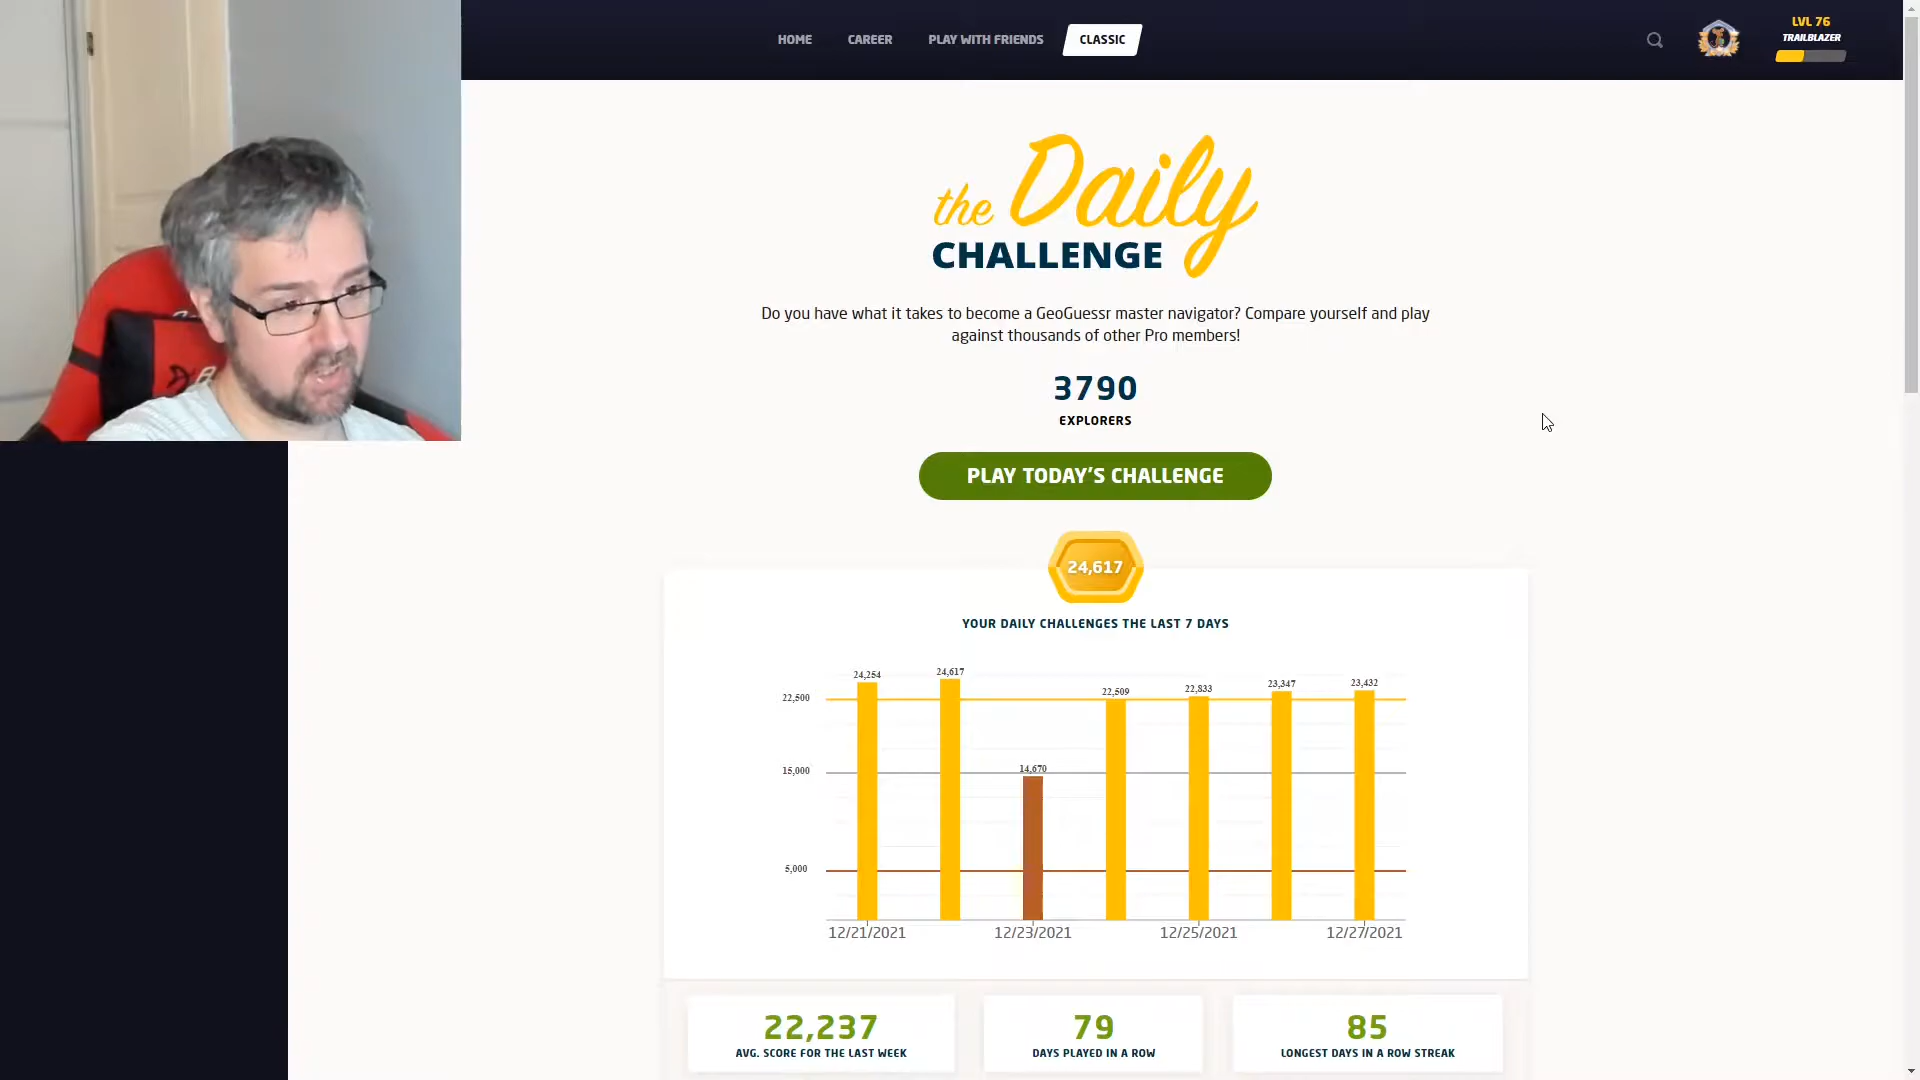 HOME CAREER PLAY WITH FRIENDS CLASSIC
LVL 76
TRAILBLAZER
the Daily
CHALLENGE
Do you have what it takes to become a GeoGuessr master navigator? Compare yourself and play
against thousands of other Pro members!
3790
EXPLORERS
PLAY TODAY'S CHALLENGE
24,617
YOUR DAILY CHALLENGES THE LAST 7 DAYS
24,254 24,617 14,670 22,509 22,833 23,347 23,432
22,500
15,000
5,000
12/21/2021 12/23/2021 12/25/2021 12/27/2021
22,237 79 85
AVG. SCORE FOR THE LAST WEEK DAYS PLAYED IN A ROW LONGEST DAYS IN A ROW STREAK